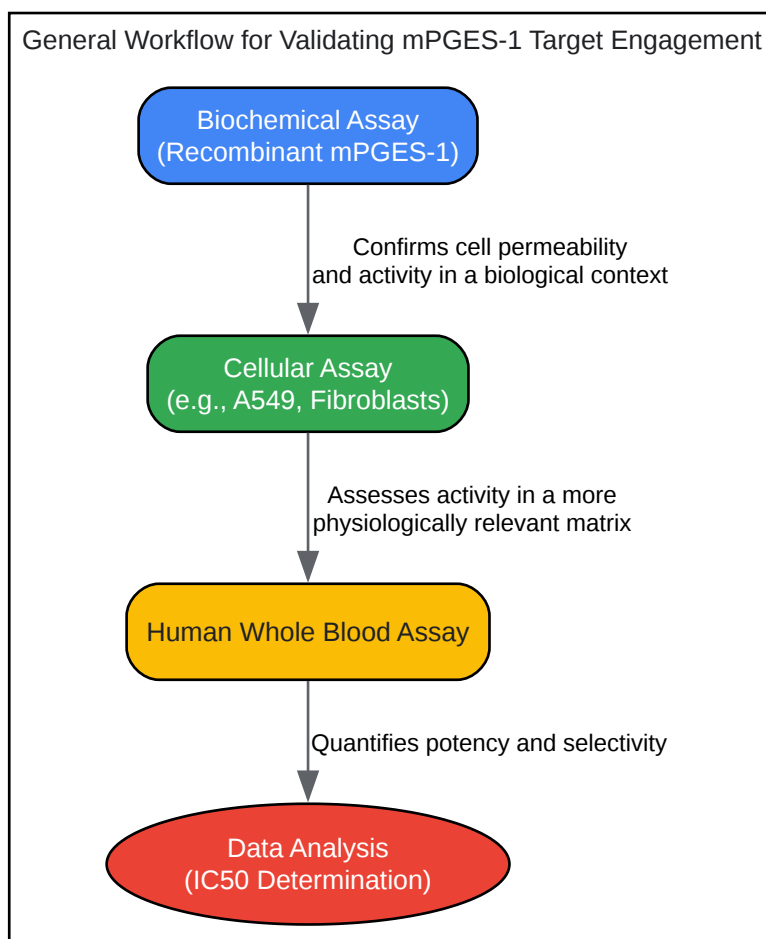 General Workflow for Validating mPGES-1 Target Engagement
Biochemical Assay
(Recombinant mPGES-1)
Confirms cell permeability
and activity in a biological context
Cellular Assay
(e.g., A549, Fibroblasts)
Assesses activity in a more
physiologically relevant matrix
Human Whole Blood Assay
Quantifies potency and selectivity
Data Analysis
(IC50 Determination)